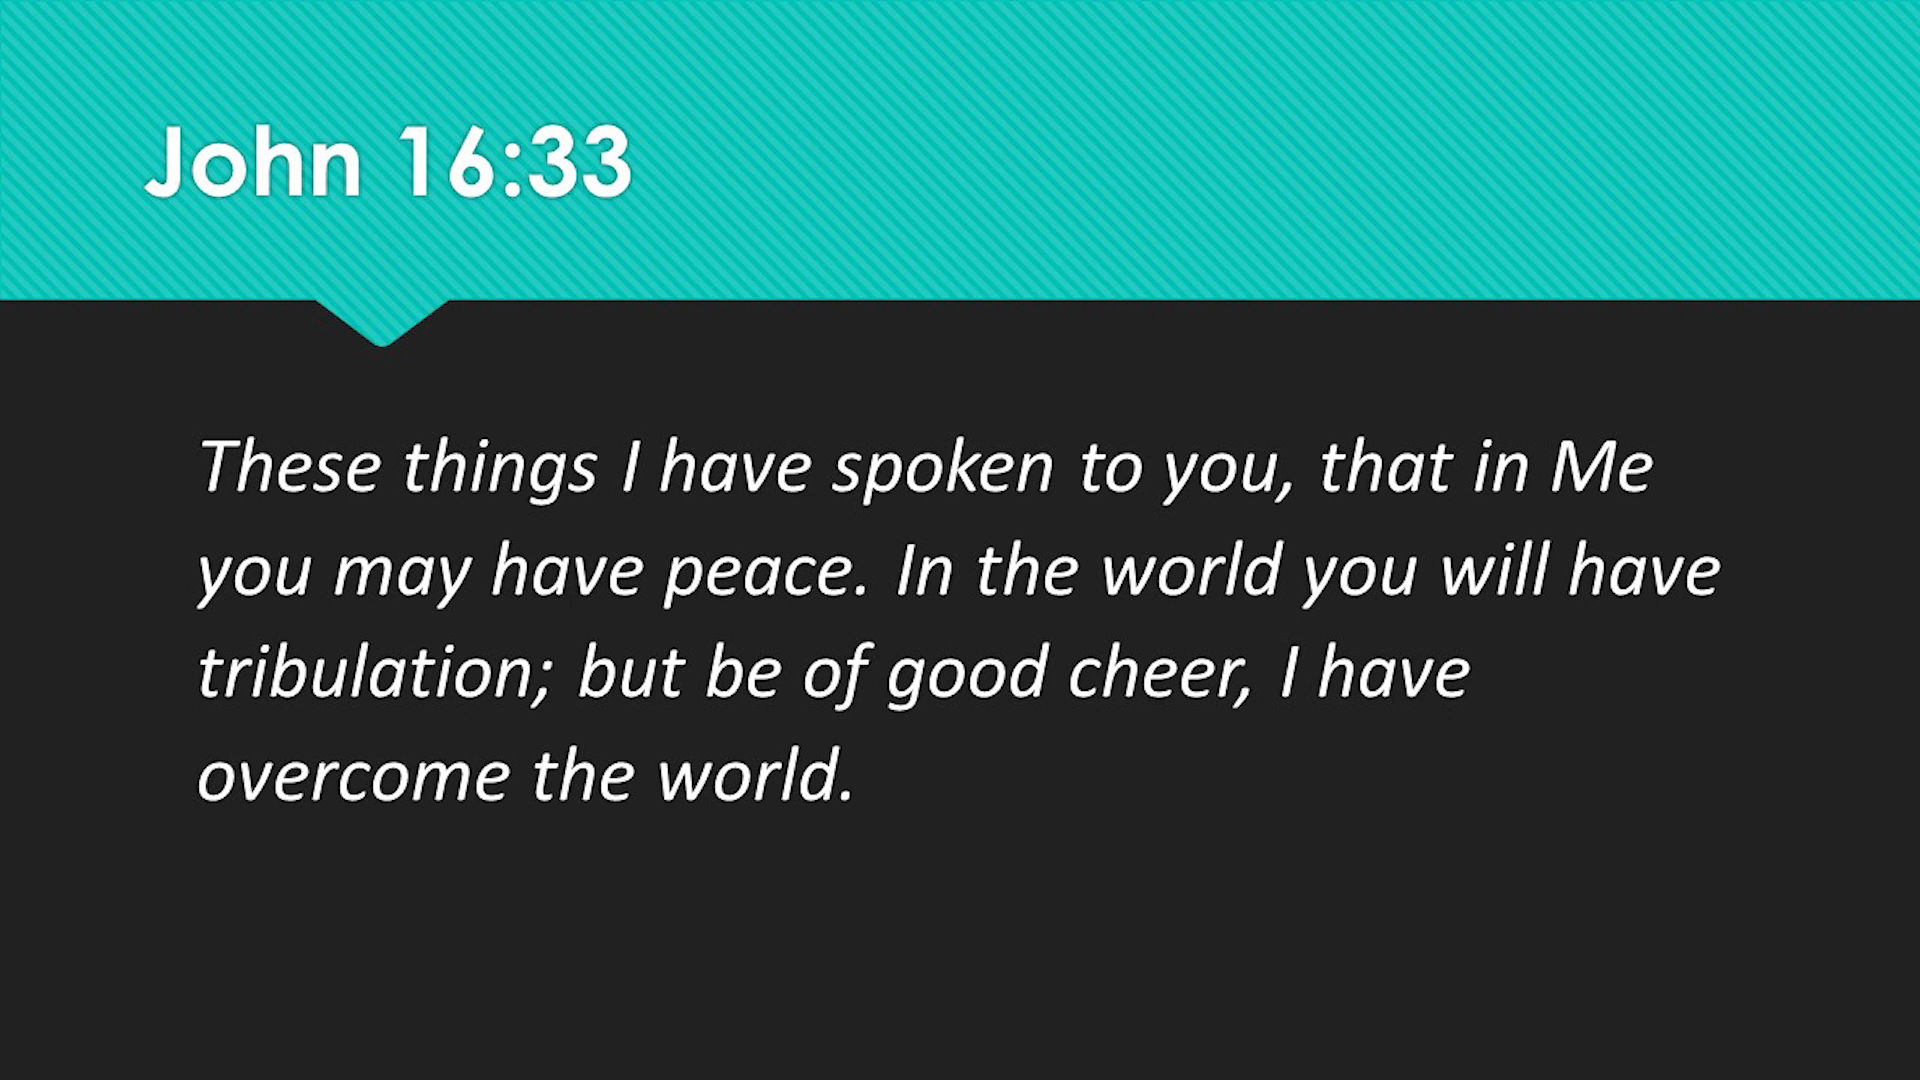 John 16:33
These things I have spoken to you, that in Me
you may have peace. In the world you will have
tribulation; but be of good cheer, I have
overcome the world.